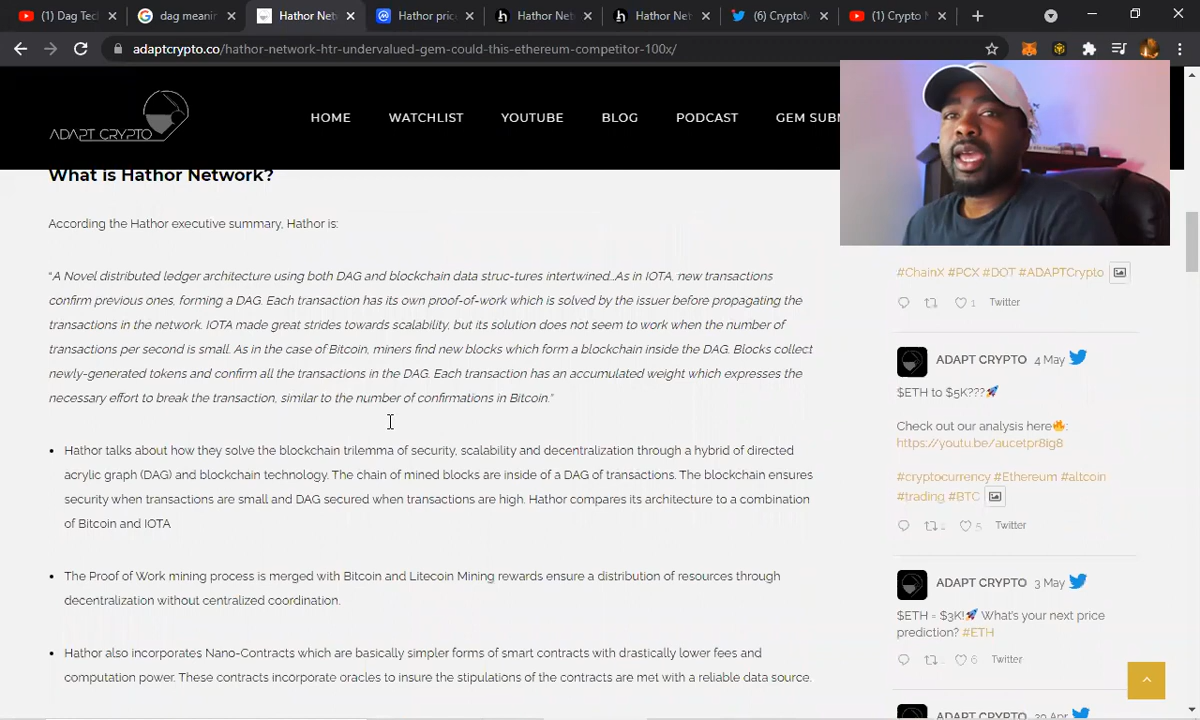 (1) Dag Tec
dag meani
Hathor Net
Hathor pric
Hathor Ne
Hathor Net
(6) CryptoM
(1) Crypto N
adaptcrypto.co/hathor-network-htr-undervalued-gem-could-this-ethereum-competitor-100x/
ADAPT CRYPTO
HOME WATCHLIST YOUTUBE BLOG PODCAST GEM SUB
What is Hathor Network?
According the Hathor executive summary, Hathor is:
“A Novel distributed ledger architecture using both DAG and blockchain data struc-tures intertwined...As in IOTA, new transactions
confirm previous ones, forming a DAG. Each transaction has its own proof-of-work which is solved by the issuer before propagating the
transactions in the network. IOTA made great strides towards scalability, but its solution does not seem to work when the number of
transactions per second is small. As in the case of Bitcoin, miners find new blocks which form a blockchain inside the DAG. Blocks collect
newly-generated tokens and confirm all the transactions in the DAG. Each transaction has an accumulated weight which expresses the
necessary effort to break the transaction, similar to the number of confirmations in Bitcoin.”
• Hathor talks about how they solve the blockchain trilemma of security, scalability and decentralization through a hybrid of directed
acrylic graph (DAG) and blockchain technology. The chain of mined blocks are inside of a DAG of transactions. The blockchain ensures
security when transactions are small and DAG secured when transactions are high. Hathor compares its architecture to a combination
of Bitcoin and IOTA
• The Proof of Work mining process is merged with Bitcoin and Litecoin Mining rewards ensure a distribution of resources through
decentralization without centralized coordination.
• Hathor also incorporates Nano-Contracts which are basically simpler forms of smart contracts with drastically lower fees and
computation power. These contracts incorporate oracles to insure the stipulations of the contracts are met with a reliable data source.
#ChainX #PCX #DOT #ADAPTCrypto
1 Twitter
ADAPT CRYPTO 4 May
$ETH to $5K???🚀
Check out our analysis here🔥:
https://youtu.be/aucetpr8ig8
#cryptocurrency #Ethereum #altcoin
#trading #BTC
5 Twitter
ADAPT CRYPTO 3 May
$ETH = $3K!🚀 What's your next price
prediction? #ETH
6 Twitter
ADAPT CRYPTO 30 Apr